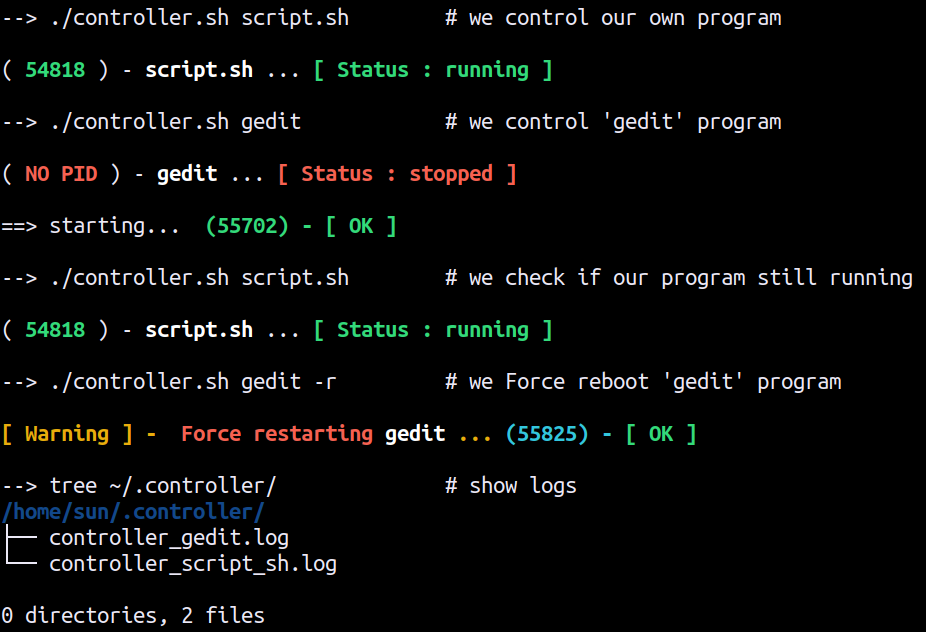 --> ./controller.sh script.sh        # we control our own program
( 54818 ) - script.sh ... [ Status : running ]
--> ./controller.sh gedit            # we control 'gedit' program
( NO PID ) - gedit ... [ Status : stopped ]
==> starting...  (55702) - [ OK ]
--> ./controller.sh script.sh        # we check if our program still running
( 54818 ) - script.sh ... [ Status : running ]
--> ./controller.sh gedit -r         # we Force reboot 'gedit' program
[ Warning ] -  Force restarting gedit ... (55825) - [ OK ]
--> tree ~/.controller/              # show logs
/home/sun/.controller/
├── controller_gedit.log
└── controller_script_sh.log
0 directories, 2 files